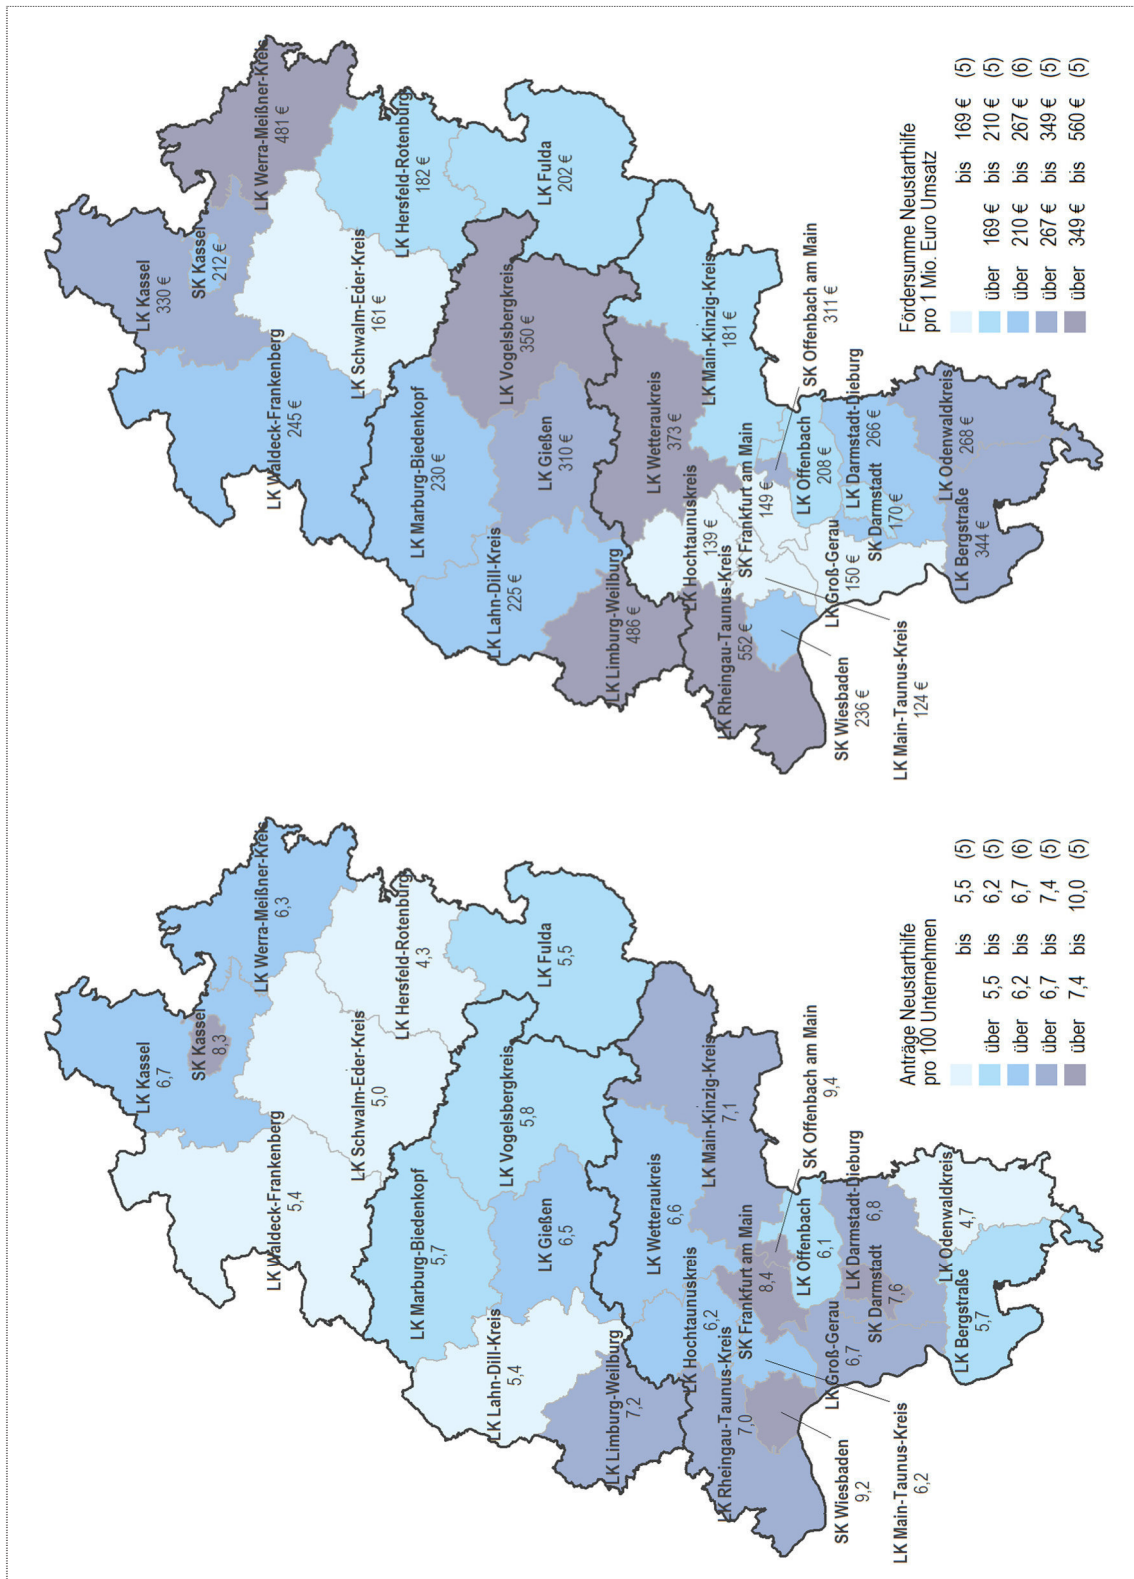 LK Kassel
6,7
SK Kassel
8,3
LK Werra-Meißner-Kreis
6,3
LK Waldeck-Frankenberg
5,4
LK Schwalm-Eder-Kreis
5,0
LK Hersfeld-Rotenburg
4,3
LK Marburg-Biedenkopf
5,7
LK Lahn-Dill-Kreis
5,4
LK Vogelsbergkreis
5,8
LK Fulda
5,5
LK Gießen
6,5
LK Limburg-Weilburg
7,2
LK Wetteraukreis
6,6
LK Hochtaunuskreis
6,2
LK Main-Kinzig-Kreis
7,1
LK Rheingau-Taunus-Kreis
7,0
SK Frankfurt am Main
8,4
SK Offenbach am Main
9,4
LK Offenbach
6,1
SK Wiesbaden
9,2
LK Main-Taunus-Kreis
6,2
LK Groß-Gerau
6,7
LK Darmstadt-Dieburg
6,8
SK Darmstadt
7,6
LK Odenwaldkreis
4,7
LK Bergstraße
5,7
Anträge Neustarthilfe
pro 100 Unternehmen
bis 5,5 (5)
über 5,5 bis 6,2 (5)
über 6,2 bis 6,7 (6)
über 6,7 bis 7,4 (5)
über 7,4 bis 10,0 (5)
LK Kassel
330 €
SK Kassel
212 €
LK Werra-Meißner-Kreis
481 €
LK Waldeck-Frankenberg
245 €
LK Schwalm-Eder-Kreis
161 €
LK Hersfeld-Rotenburg
182 €
LK Marburg-Biedenkopf
230 €
LK Lahn-Dill-Kreis
225 €
LK Vogelsbergkreis
350 €
LK Fulda
202 €
LK Gießen
310 €
LK Limburg-Weilburg
486 €
LK Wetteraukreis
373 €
LK Hochtaunuskreis
139 €
LK Main-Kinzig-Kreis
181 €
LK Rheingau-Taunus-Kreis
552 €
SK Frankfurt am Main
149 €
SK Offenbach am Main
311 €
LK Offenbach
208 €
SK Wiesbaden
236 €
LK Main-Taunus-Kreis
124 €
LK Groß-Gerau
150 €
LK Darmstadt-Dieburg
266 €
SK Darmstadt
170 €
LK Odenwaldkreis
268 €
LK Bergstraße
344 €
Fördersumme Neustarthilfe
pro 1 Mio. Euro Umsatz
bis 169 € (5)
über 169 € bis 210 € (5)
über 210 € bis 267 € (6)
über 267 € bis 349 € (5)
über 349 € bis 560 € (5)